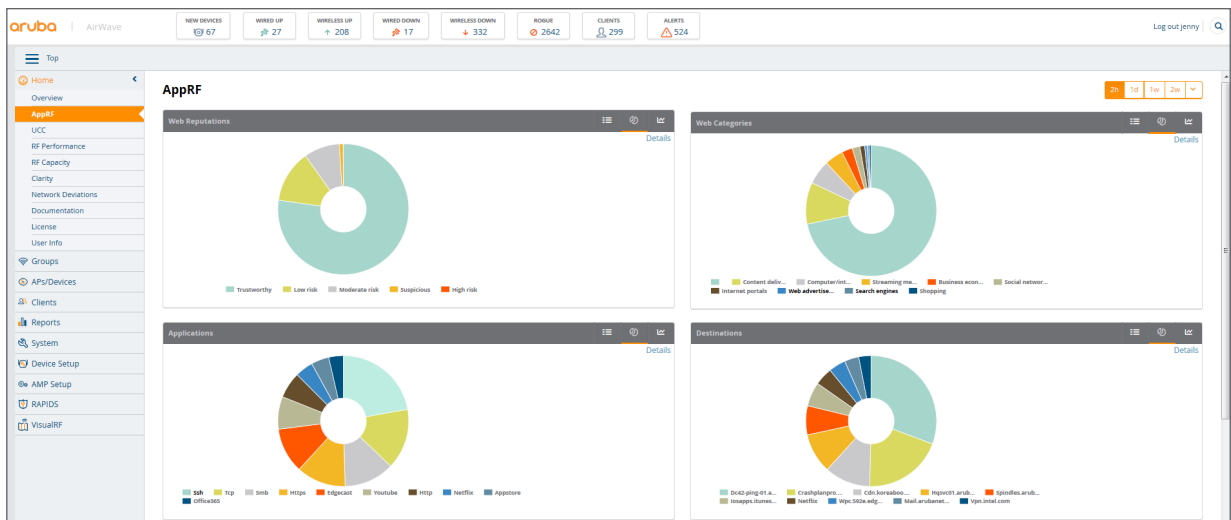 aruba AirWave
NEW DEVICES
67
WIRED UP
27
WIRELESS UP
208
WIRED DOWN
17
WIRELESS DOWN
332
ROGUE
2642
CLIENTS
299
ALERTS
524
Log out jenny
Top
Home
Overview
AppRF
UCC
RF Performance
RF Capacity
Clarity
Network Deviations
Documentation
License
User Info
Groups
APs/Devices
Clients
Reports
System
Device Setup
AMP Setup
RAPIDS
VisualRF
AppRF
2h 1d 1w 2w
Web Reputations
Details
Trustworthy Low risk Moderate risk Suspicious High risk
Web Categories
Details
Content deliv... Computer/int... Streaming me... Business econ... Social networ...
Internet portals Web advertise... Search engines Shopping
Applications
Details
Ssh Tcp Smb Https Edgecast Youtube Http Netflix Appstore
Office365
Destinations
Details
Dc42-ping-01.a... Crashplanpro.... Cdn.koreaboo.... Hqsvc01.arub... Spindles.arub...
Iosapps.itunes... Netflix Wpc.592e.edg... Mail.arubanet... Vpn.intel.com